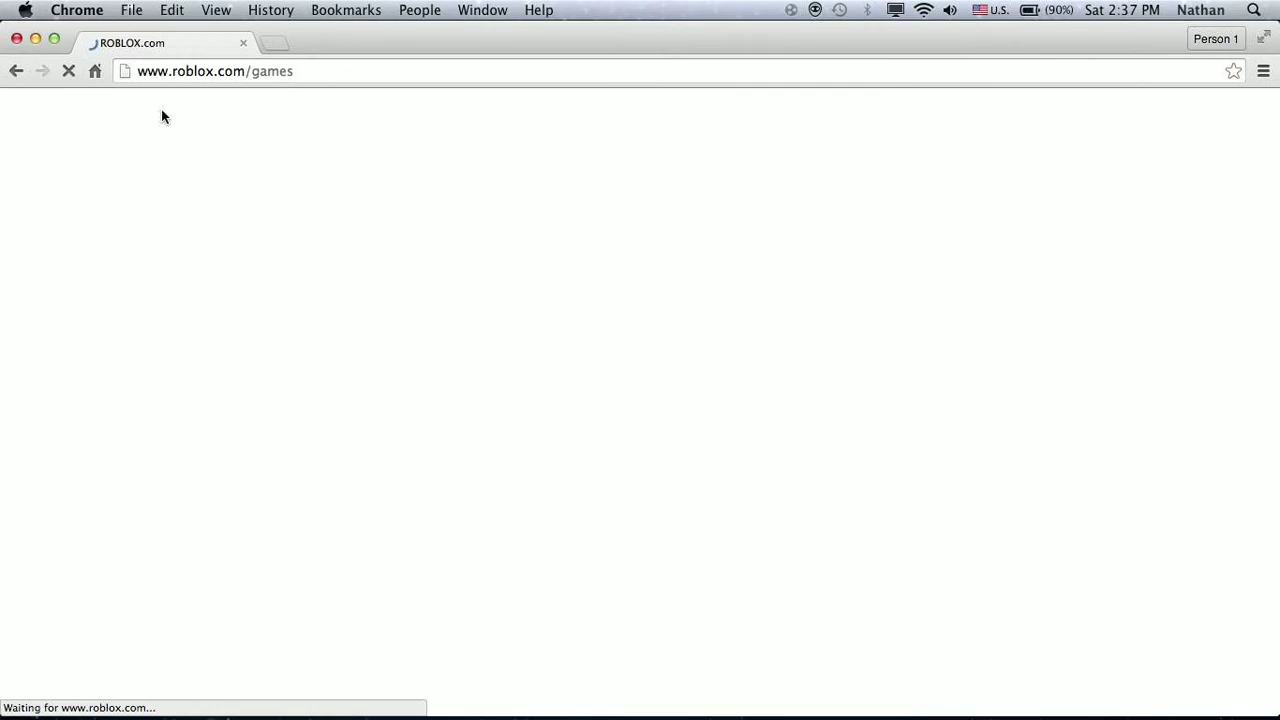 Chrome File Edit View History Bookmarks People Window Help U.S. (90%) Sat 2:37 PM Nathan
ROBLOX.com Person 1
www.roblox.com/games
Waiting for www.roblox.com...